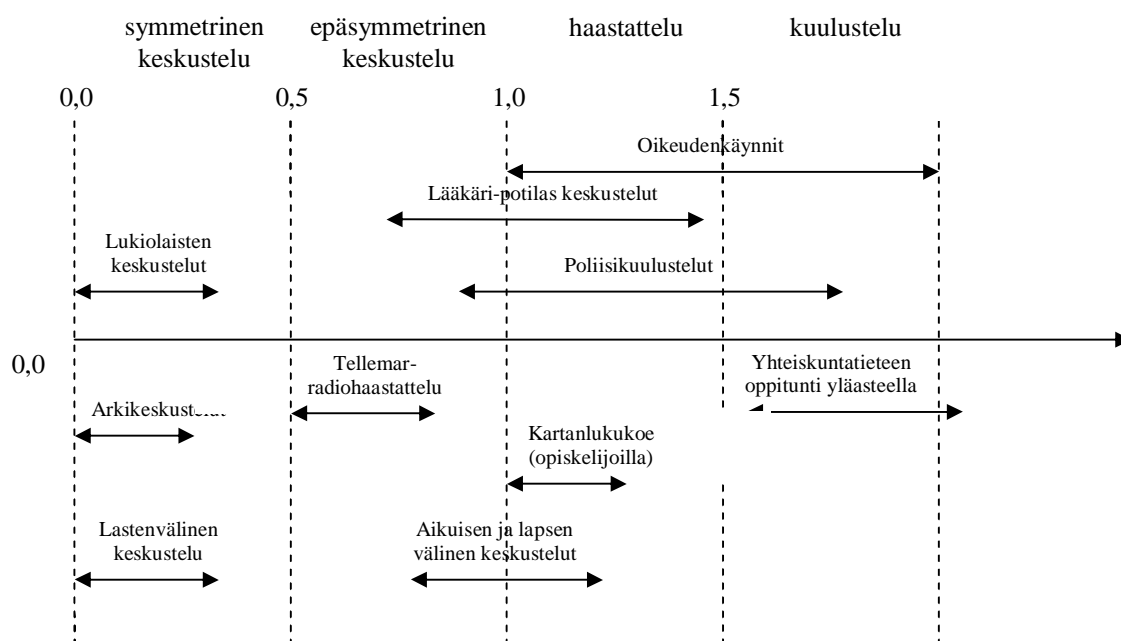 symmetrinen epäsymmetrinen haastattelu kuulustelu
keskustelu keskustelu
0,0 0,5 1,0 1,5
Oikeudenkäynnit
Lääkäri-potilas keskustelut
Lukiolaisten
keskustelut
Poliisikuulustelut
0,0
Tellemar-
radiohaastattelu
Yhteiskuntatieteen
oppitunti yläasteella
Arkikeskustelut
Kartanlukukoe
(opiskelijoilla)
Lastenvälinen
keskustelu
Aikuisen ja lapsen
välinen keskustelut